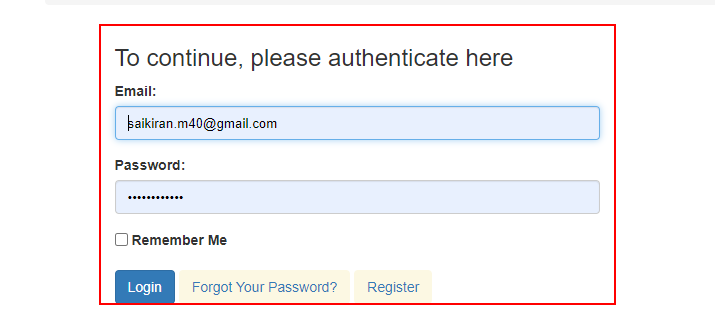 To continue, please authenticate here
Email:
saikiran.m40@gmail.com
Password:
••••••••••••
Remember Me
Login Forgot Your Password? Register